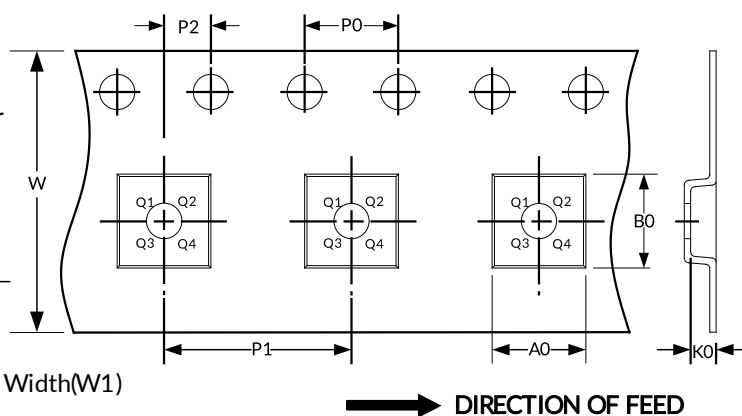 P2
P0
W
Q1 Q2
Q3 Q4
Q1 Q2
Q3 Q4
Q1 Q2
Q3 Q4
B0
P1
A0
K0
Width(W1)
DIRECTION OF FEED